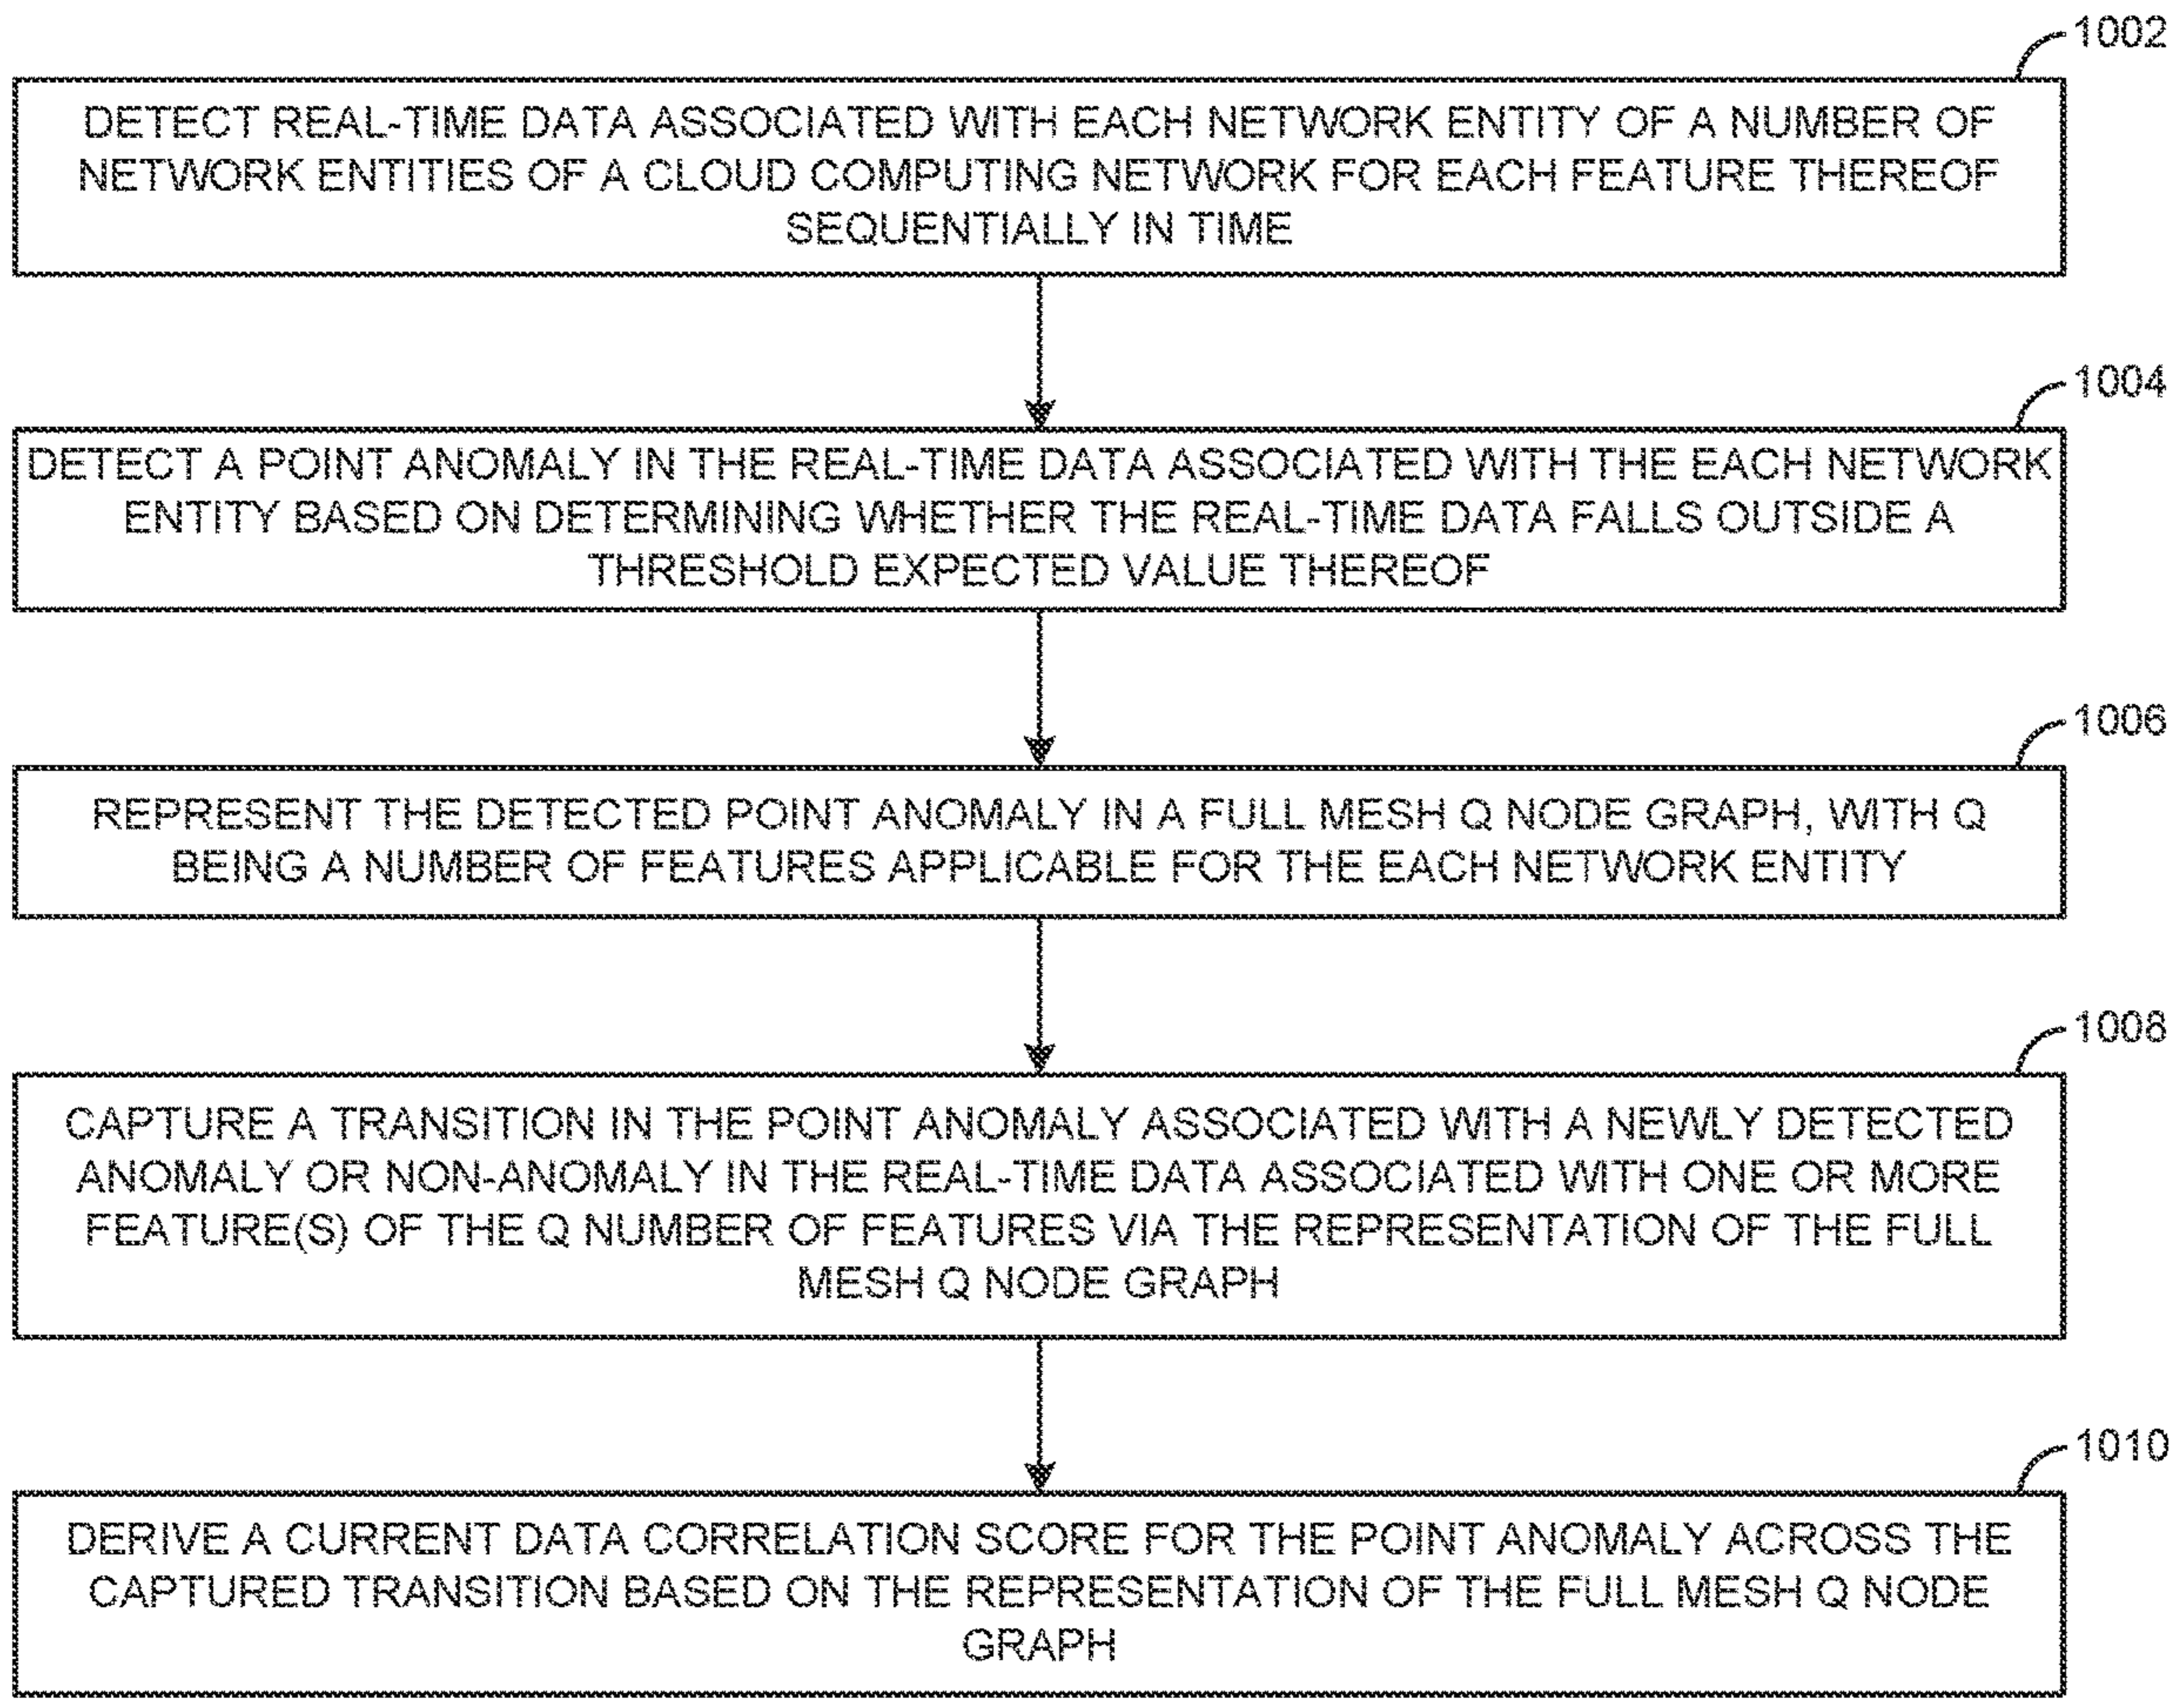 1002
DETECT REAL-TIME DATA ASSOCIATED WITH EACH NETWORK ENTITY OF A NUMBER OF
NETWORK ENTITIES OF A CLOUD COMPUTING NETWORK FOR EACH FEATURE THEREOF
SEQUENTIALLY IN TIME
1004
DETECT A POINT ANOMALY IN THE REAL-TIME DATA ASSOCIATED WITH THE EACH NETWORK
ENTITY BASED ON DETERMINING WHETHER THE REAL-TIME DATA FALLS OUTSIDE A
THRESHOLD EXPECTED VALUE THEREOF
1006
REPRESENT THE DETECTED POINT ANOMALY IN A FULL MESH Q NODE GRAPH, WITH Q
BEING A NUMBER OF FEATURES APPLICABLE FOR THE EACH NETWORK ENTITY
1008
CAPTURE A TRANSITION IN THE POINT ANOMALY ASSOCIATED WITH A NEWLY DETECTED
ANOMALY OR NON-ANOMALY IN THE REAL-TIME DATA ASSOCIATED WITH ONE OR MORE
FEATURE(S) OF THE Q NUMBER OF FEATURES VIA THE REPRESENTATION OF THE FULL
MESH Q NODE GRAPH
1010
DERIVE A CURRENT DATA CORRELATION SCORE FOR THE POINT ANOMALY ACROSS THE
CAPTURED TRANSITION BASED ON THE REPRESENTATION OF THE FULL MESH Q NODE
GRAPH